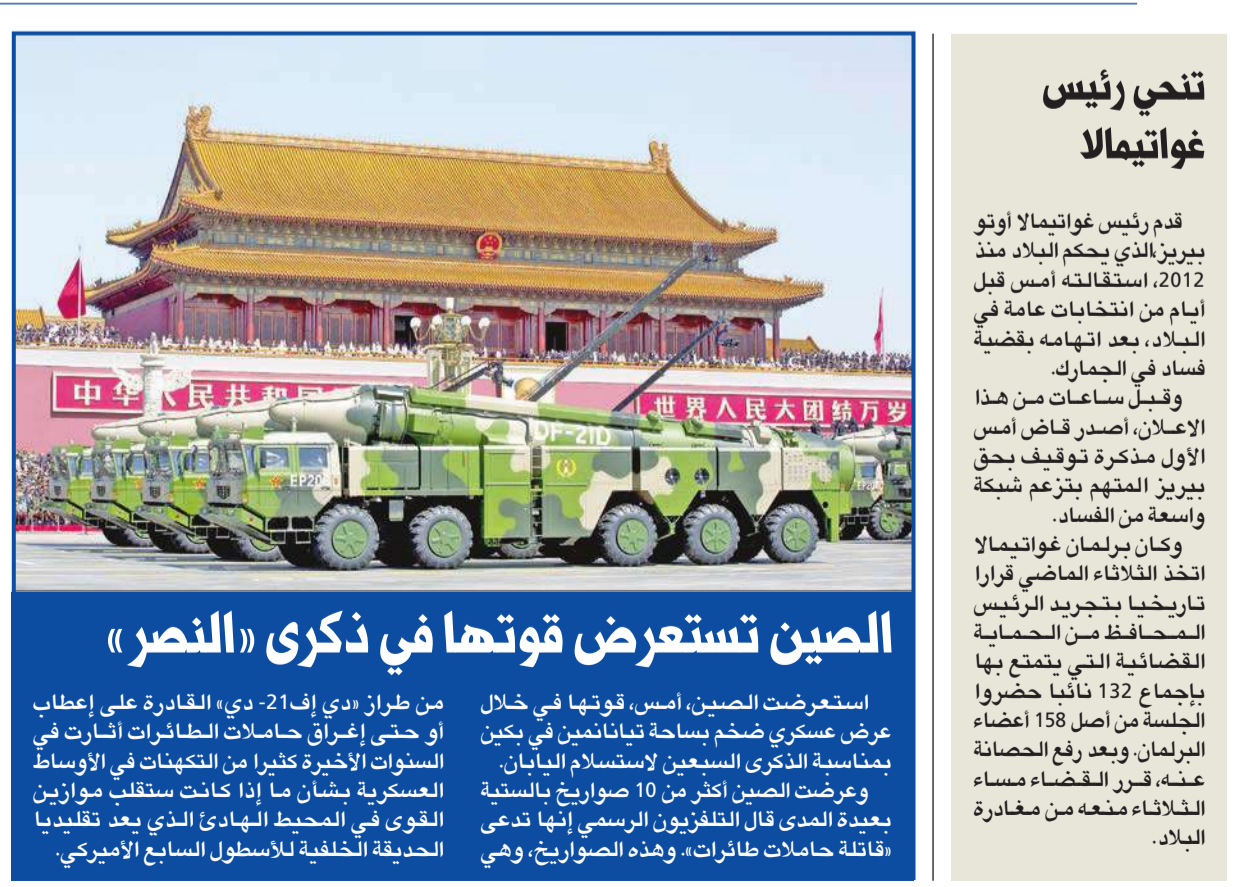 تنحي رئيس
غواتيمالا
قدم رئيس غواتيمالا أوتو
بيريز،الذي يحكم البلاد منذ
2012، استقالته أمس قبل
أيام من انتخابات عامة في
البلاد، بعد اتهامه بقضية
فساد في الجمارك.
وقبل ساعات من هذا
الاعلان، أصدر قاض أمس
الأول مذكرة توقيف بحق
بيريز المتهم بتزعم شبكة
واسعة من الفساد.
وكان برلمان غواتيمالا
اتخذ الثلاثاء الماضي قرارا
تاريخيا بتجريد الرئيس
المحافظ من الحماية
القضائية التي يتمتع بها
بإجماع 132 نائبا حضروا
الجلسة من أصل 158 أعضاء
البرلمان. وبعد رفع الحصانة
عنه، قرر القضاء مساء
الثلاثاء منعه من مغادرة
البلاد.
中华人民共和国
世界人民大团结万岁
DF-21D
الصين تستعرض قوتها في ذكرى «النصر»
استعرضت الصين، أمس، قوتها في خلال
عرض عسكري ضخم بساحة تيانانمين في بكين
بمناسبة الذكرى السبعين لاستسلام اليابان.
وعرضت الصين أكثر من 10 صواريخ بالستية
بعيدة المدى قال التلفزيون الرسمي إنها تدعى
«قاتلة حاملات طائرات». وهذه الصواريخ، وهي
من طراز «دي إف21- دي» القادرة على إعطاب
أو حتى إغراق حاملات الطائرات أثارت في
السنوات الأخيرة كثيرا من التكهنات في الأوساط
العسكرية بشأن ما إذا كانت ستقلب موازين
القوى في المحيط الهادئ الذي يعد تقليديا
الحديقة الخلفية للأسطول السابع الأميركي.